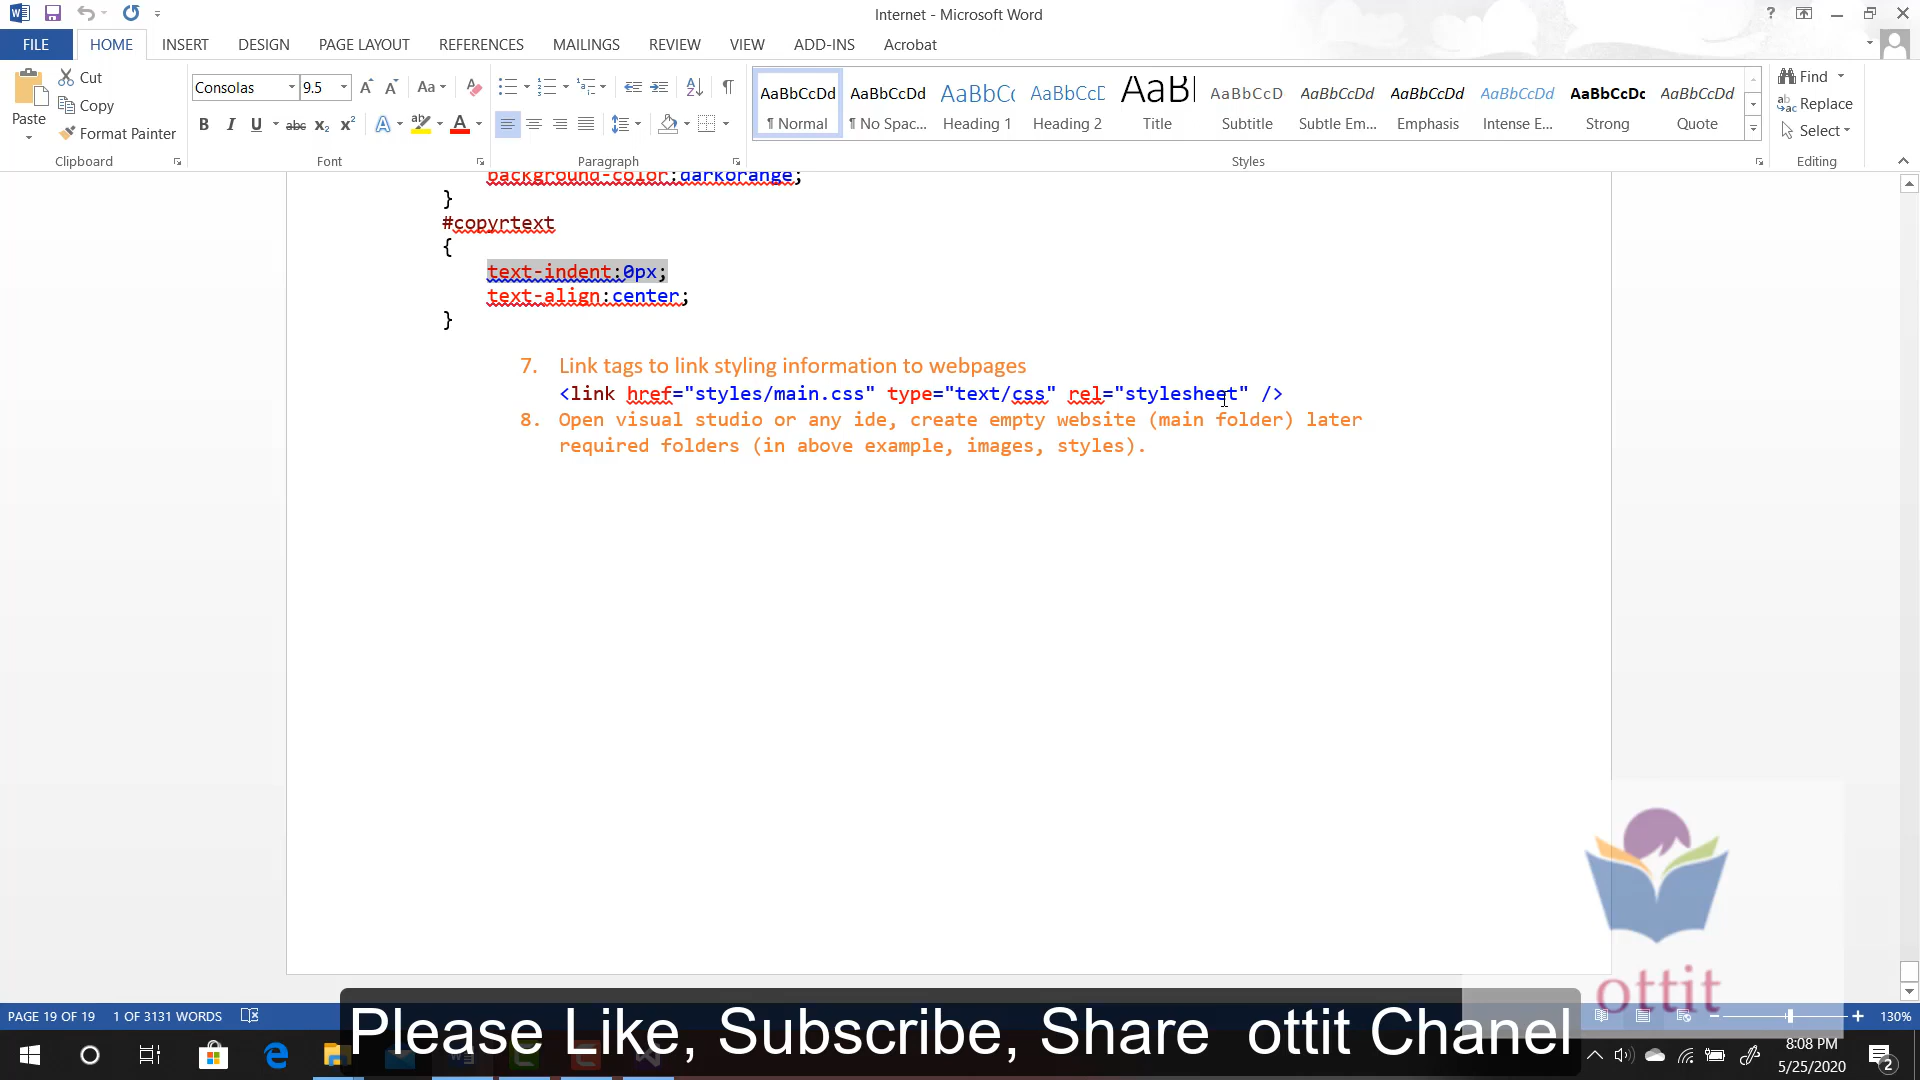 Internet - Microsoft Word
FILE HOME INSERT DESIGN PAGE LAYOUT REFERENCES MAILINGS REVIEW VIEW ADD-INS Acrobat
Paste
Cut
Copy
Format Painter
Clipboard
Consolas 9.5
Font
Paragraph
AaBbCcDd AaBbCcDd AaBbCc AaBbCcD AaBl AaBbCcD AaBbCcDd AaBbCcDd AaBbCcDd AaBbCcDc AaBbCcDd
¶ Normal ¶ No Spac... Heading 1 Heading 2 Title Subtitle Subtle Em... Emphasis Intense E... Strong Quote
Styles
Find
Replace
Select
Editing
background-color:darkorange;
}
#copyrtext
{
text-indent:0px;
text-align:center;
}
7. Link tags to link styling information to webpages
<link href="styles/main.css" type="text/css" rel="stylesheet" />
8. Open visual studio or any ide, create empty website (main folder) later
required folders (in above example, images, styles).
ottit
PAGE 19 OF 19 1 OF 3131 WORDS
130%
Please Like, Subscribe, Share ottit Chanel
8:08 PM
5/25/2020
2